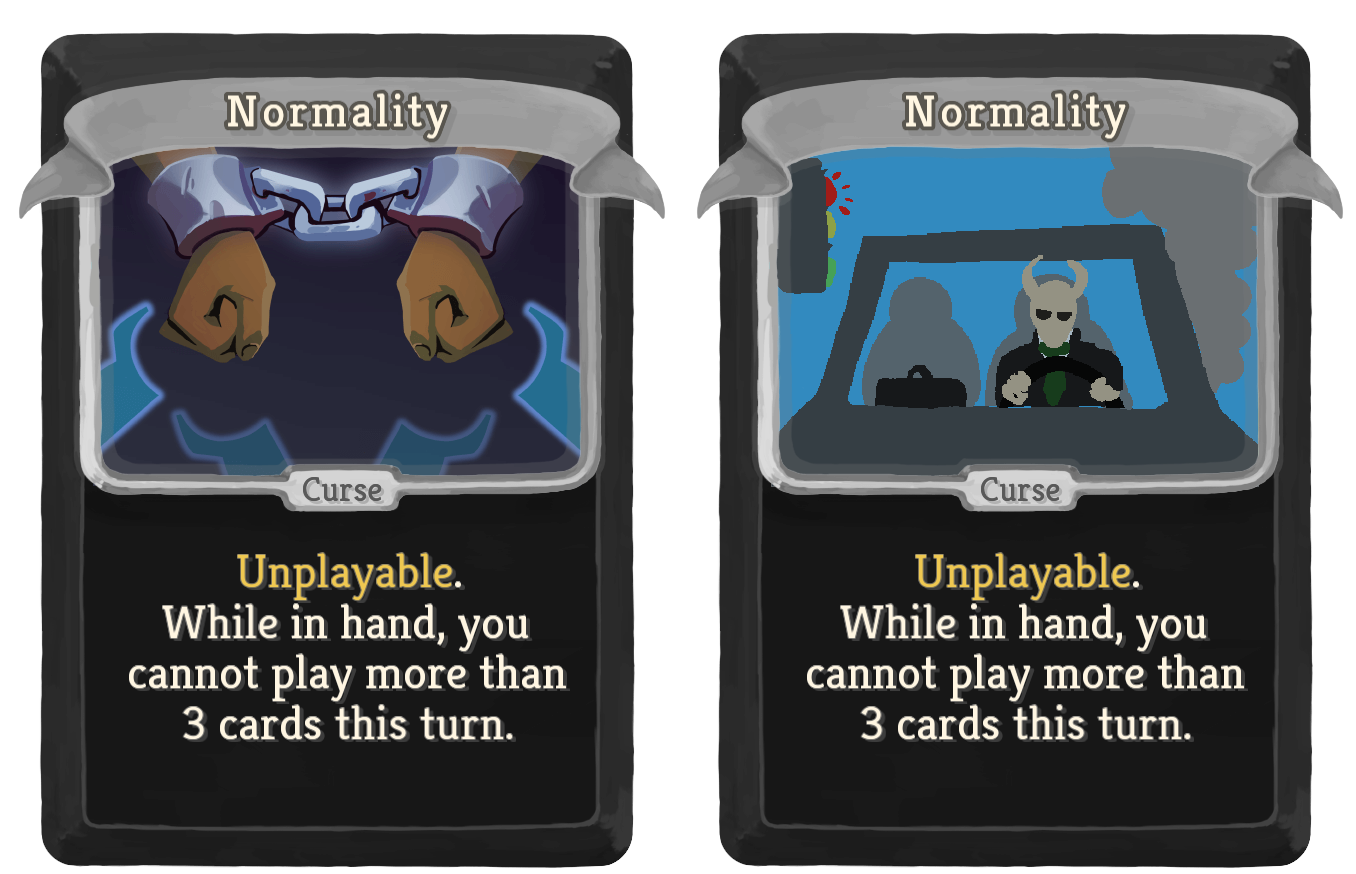 Normality
Curse
Unplayable.
While in hand, you
cannot play more than
3 cards this turn.
Normality
Curse
Unplayable.
While in hand, you
cannot play more than
3 cards this turn.